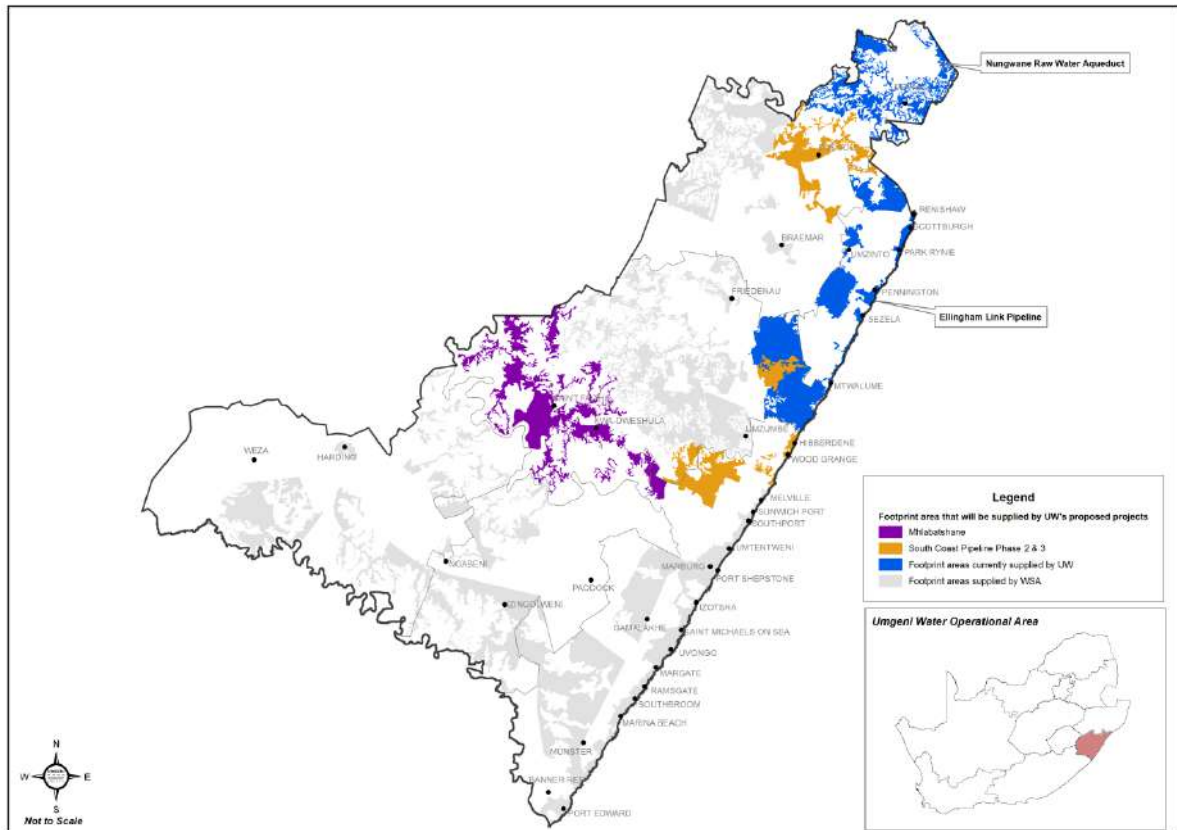 Nungwane Raw Water Aqueduct
RENISHAW
SCOTTBURGH
BRAEMAR
UMZINTO
PARK RYNIE
PENNINGTON
FRIEDENAU
Ellingham Link Pipeline
SEZELA
MTWALUME
UMZUMBE
HIBBERDENE
WOOD GRANGE
WEZA
HARDING
MELVILLE
SUNWICH PORT
SOUTHPORT
UMTENTWENI
MARBURG
PORT SHEPSTONE
PADDOCK
IZOTSHA
GAMALAKHE
SAINT MICHAELS ON SEA
UVONGO
MARGATE
RAMSGATE
SOUTHBROOM
MARINA BEACH
MUNSTER
PORT EDWARD
Legend
Footprint area that will be supplied by UW's proposed projects
Mhlabatshane
South Coast Pipeline Phase 2 & 3
Footprint areas currently supplied by UW
Footprint areas supplied by WSA
Umgeni Water Operational Area
N
W
E
S
Not to Scale